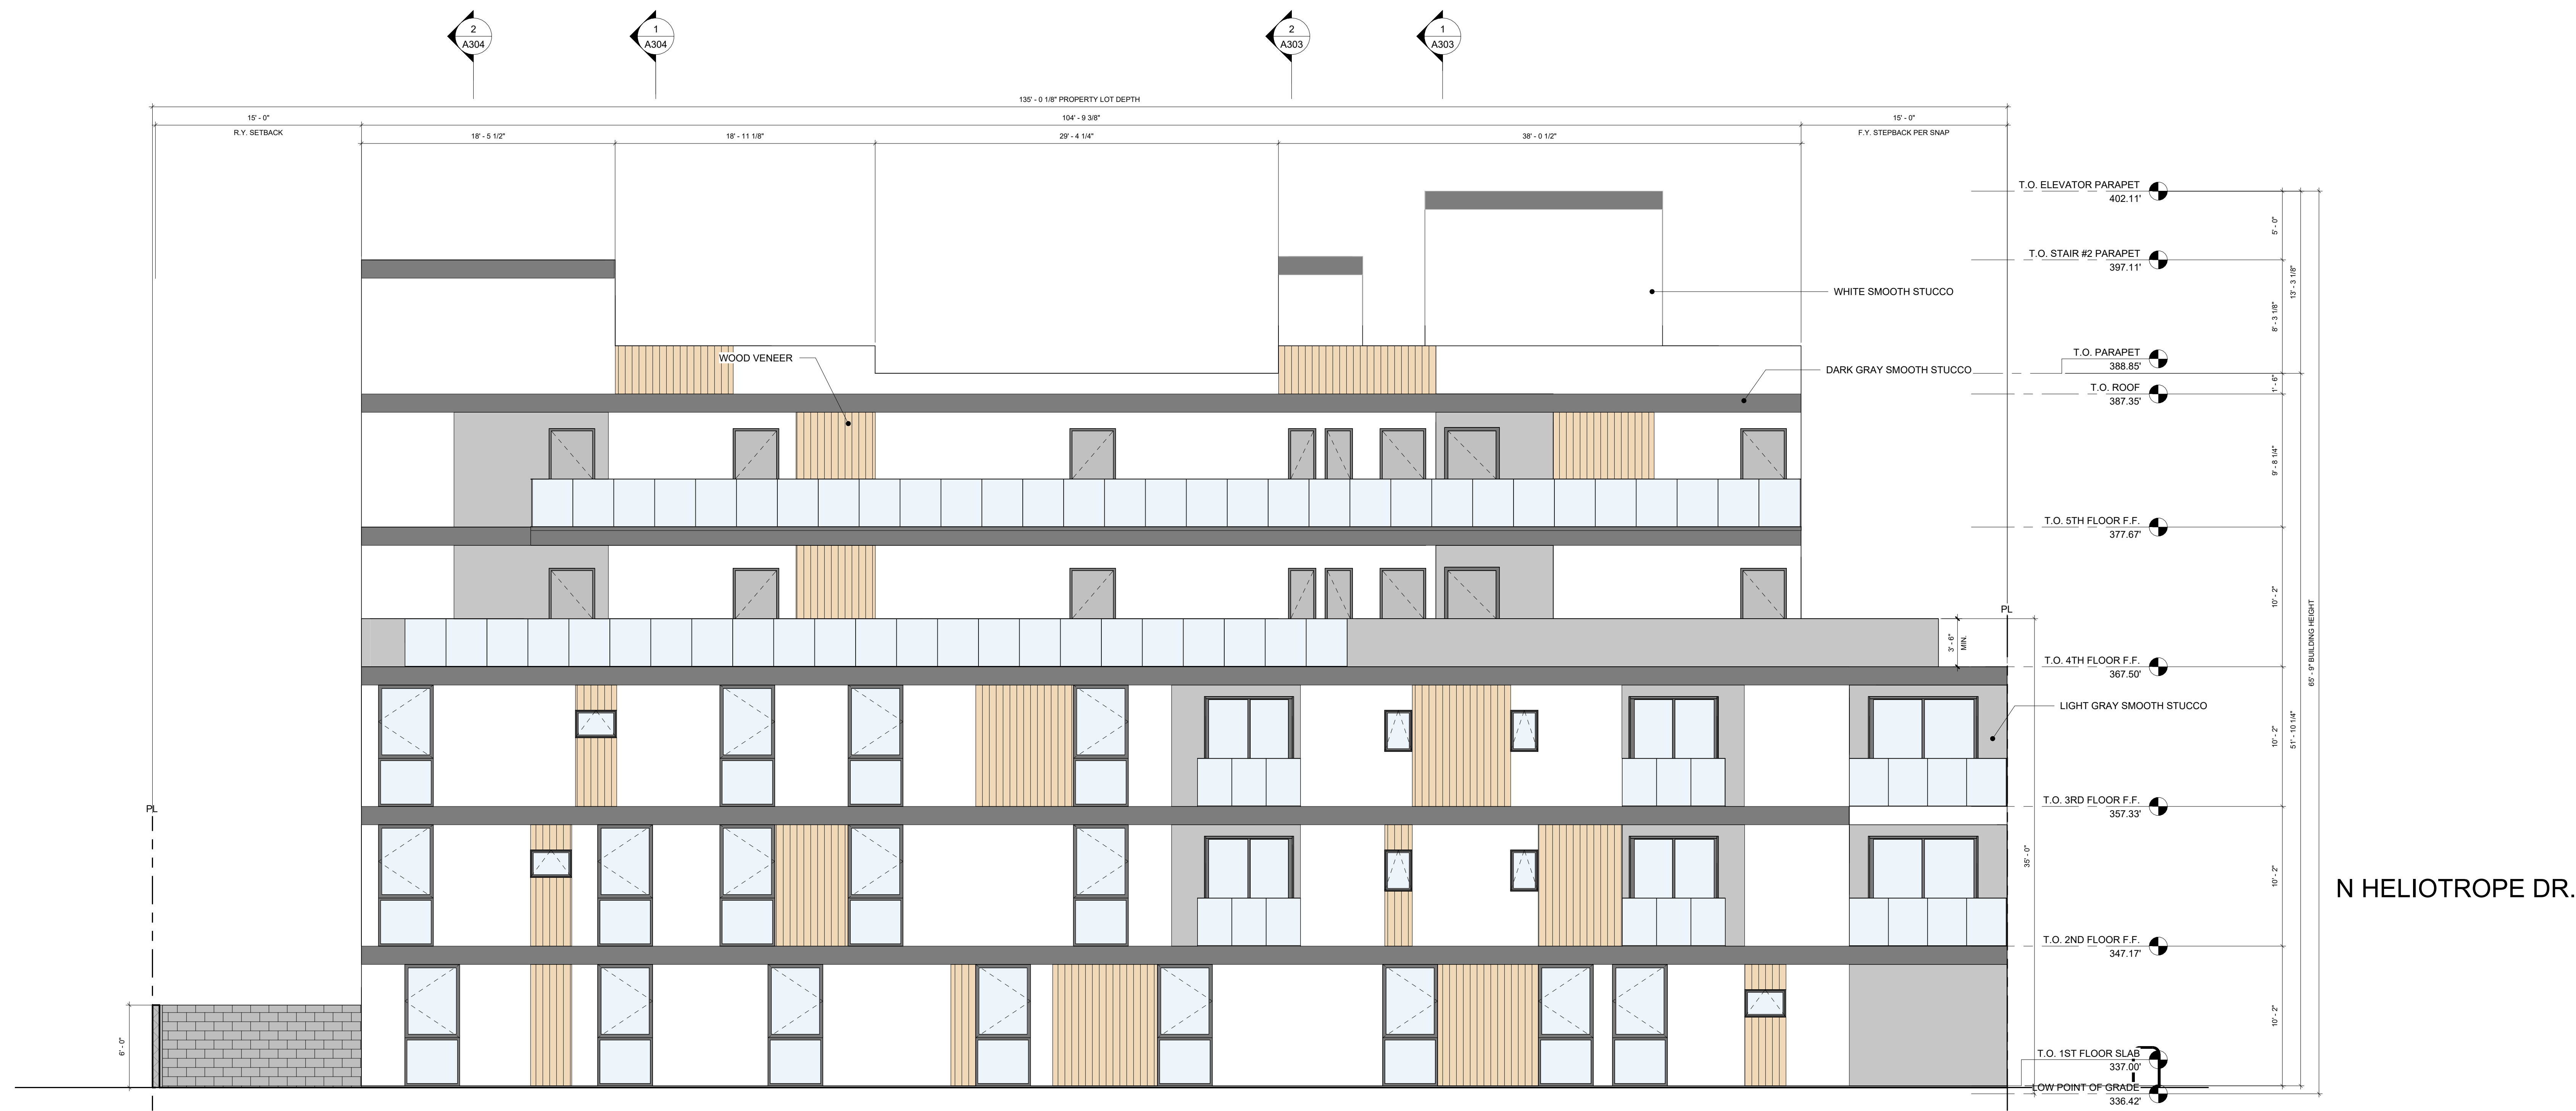 2
A304
1
A304
2
A303
1
A303
135' - 0 1/8" PROPERTY LOT DEPTH
15' - 0"
104' - 9 3/8"
15' - 0"
R.Y. SETBACK
F.Y. STEPBACK PER SNAP
18' - 5 1/2"
18' - 11 1/8"
29' - 4 1/4"
38' - 0 1/2"
T.O. ELEVATOR PARAPET
402.11'
5' - 0"
T.O. STAIR #2 PARAPET
397.11'
13' - 3 1/8"
WHITE SMOOTH STUCCO
8' - 3 1/8"
WOOD VENEER
T.O. PARAPET
388.85'
DARK GRAY SMOOTH STUCCO
1' - 6"
T.O. ROOF
387.35'
9' - 8 1/4"
T.O. 5TH FLOOR F.F.
377.67'
10' - 2"
PL
65' - 9" BUILDING HEIGHT
3' - 6"
MIN.
T.O. 4TH FLOOR F.F.
367.50'
LIGHT GRAY SMOOTH STUCCO
10' - 2"
51' - 10 1/4"
PL
T.O. 3RD FLOOR F.F.
357.33'
35' - 0"
10' - 2"
N HELIOTROPE DR.
T.O. 2ND FLOOR F.F.
347.17'
10' - 2"
6' - 0"
T.O. 1ST FLOOR SLAB
337.00'
LOW POINT OF GRADE
336.42'